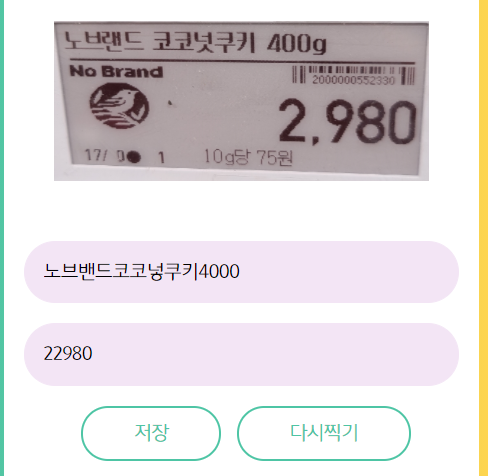 노브랜드 코코넛쿠키 400g
No Brand
2000000552330
2,980
17/ 0● 1 10g당 75원
노브밴드코코넣쿠키4000
22980
저장 다시찍기